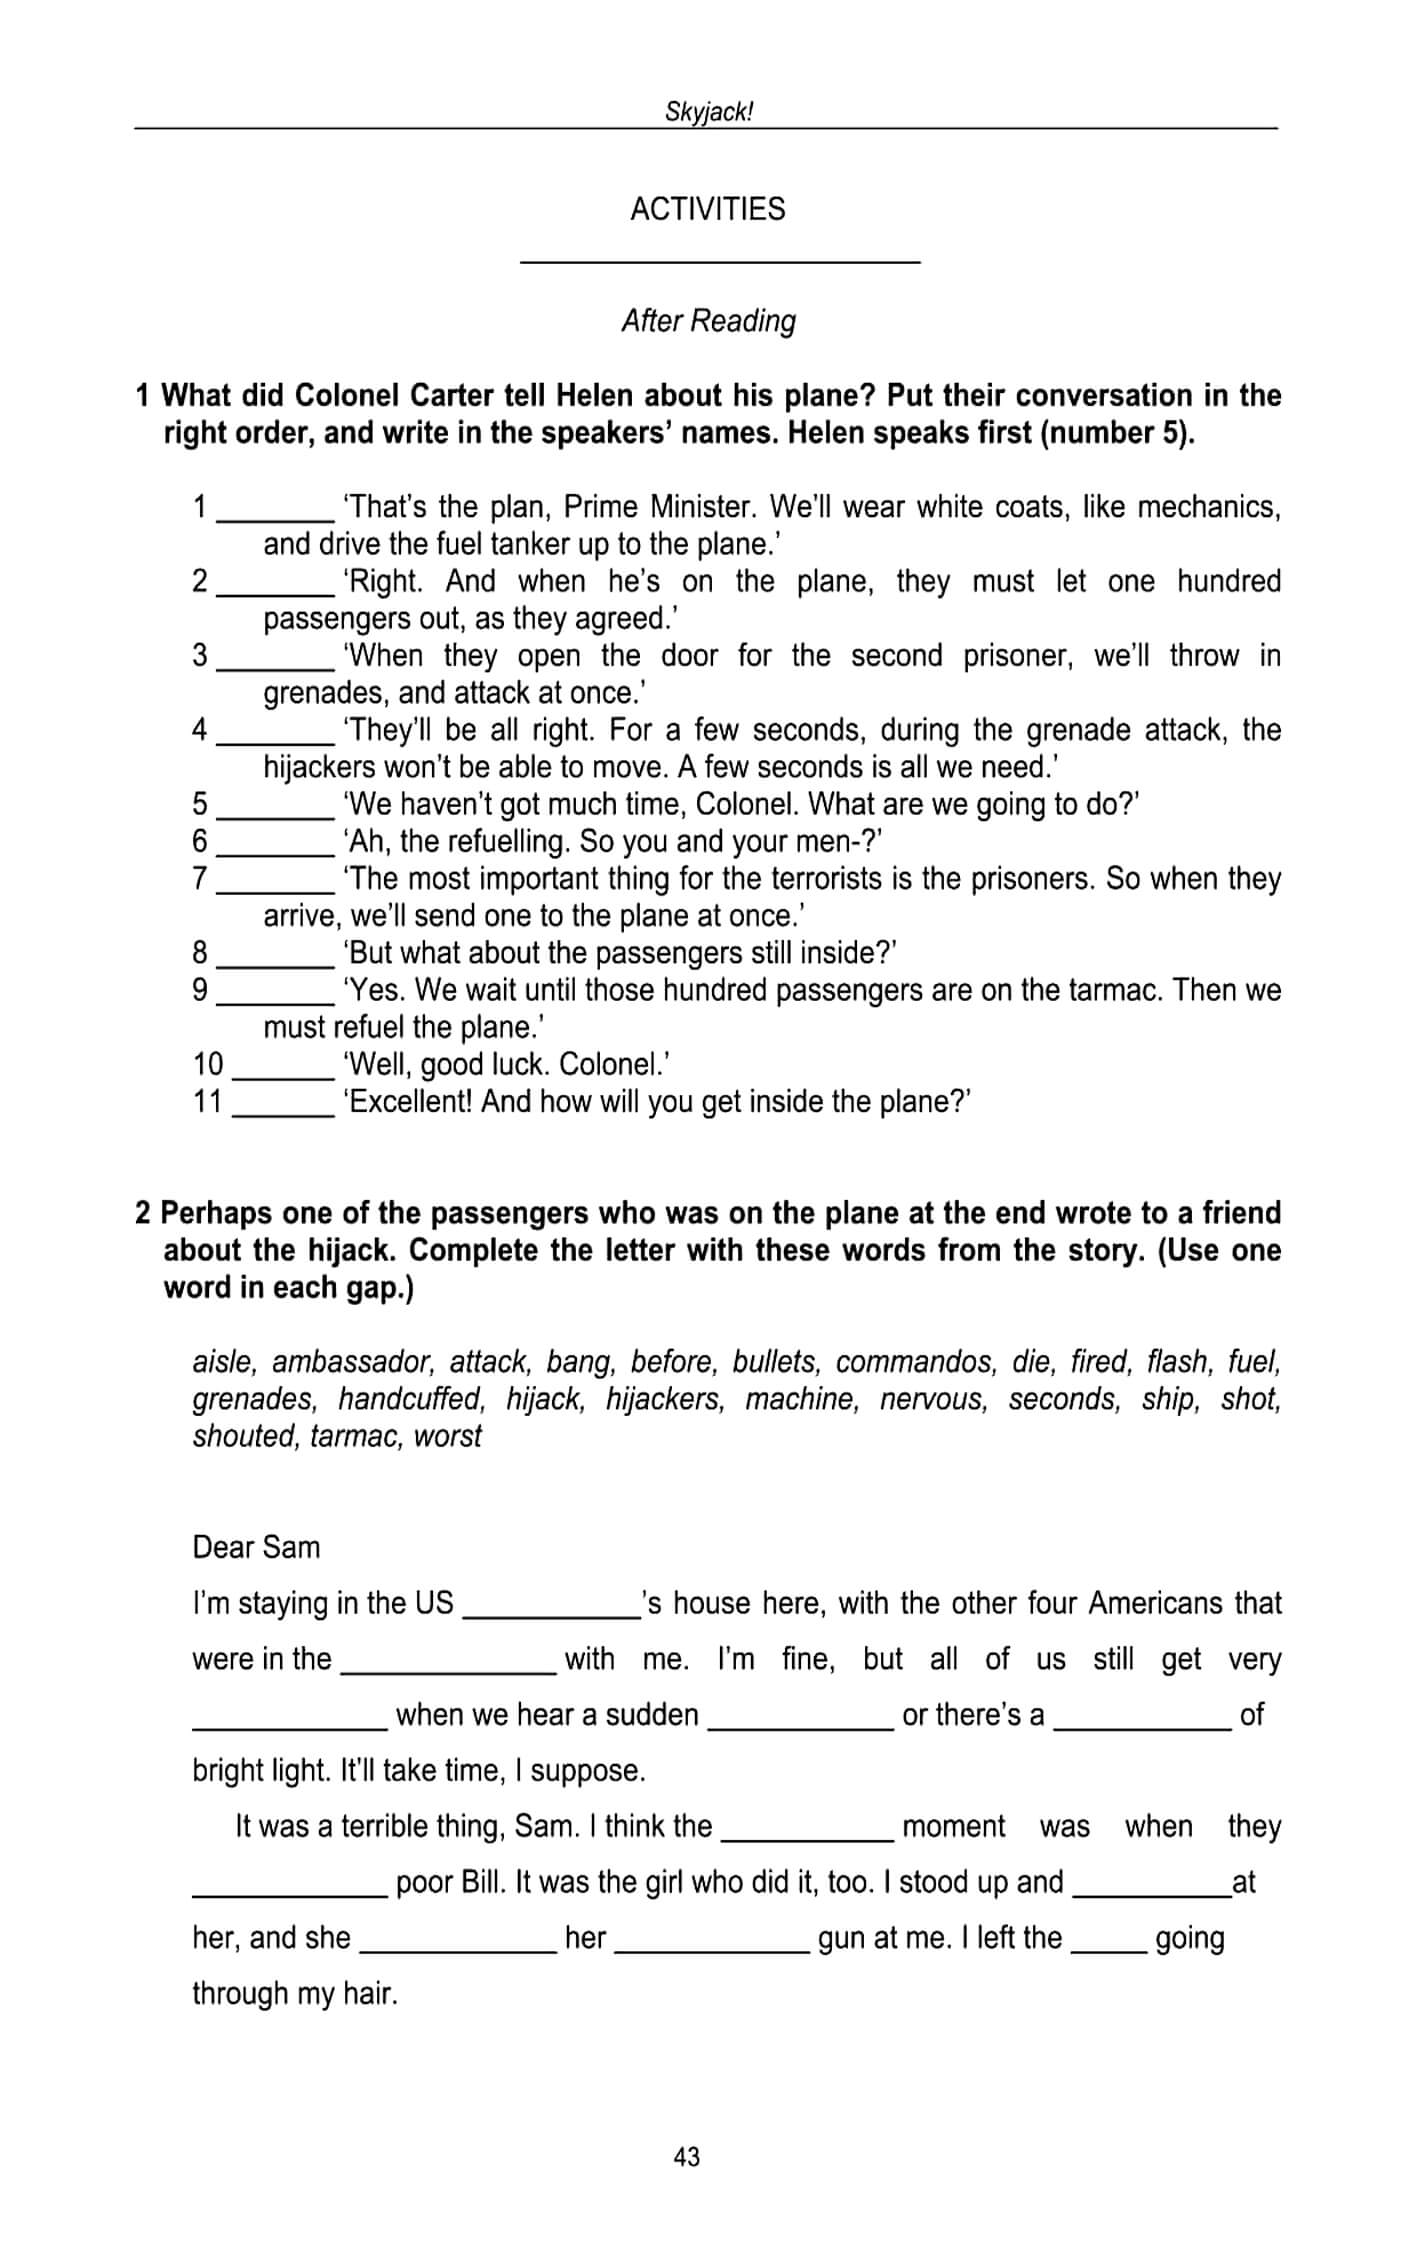 Skyjack!
ACTIVITIES
After Reading
1 What did Colonel Carter tell Helen about his plane? Put their conversation in the
right order, and write in the speakers’ names. Helen speaks first (number 5).
1 _______ ‘That’s the plan, Prime Minister. We’ll wear white coats, like mechanics,
and drive the fuel tanker up to the plane.’
2 _______ ‘Right. And when he’s on the plane, they must let one hundred
passengers out, as they agreed.’
3 _______ ‘When they open the door for the second prisoner, we’ll throw in
grenades, and attack at once.’
4 _______ ‘They’ll be all right. For a few seconds, during the grenade attack, the
hijackers won’t be able to move. A few seconds is all we need.’
5 _______ ‘We haven’t got much time, Colonel. What are we going to do?’
6 _______ ‘Ah, the refuelling. So you and your men-?’
7 _______ ‘The most important thing for the terrorists is the prisoners. So when they
arrive, we’ll send one to the plane at once.’
8 _______ ‘But what about the passengers still inside?’
9 _______ ‘Yes. We wait until those hundred passengers are on the tarmac. Then we
must refuel the plane.’
10 ______ ‘Well, good luck. Colonel.’
11 ______ ‘Excellent! And how will you get inside the plane?’
2 Perhaps one of the passengers who was on the plane at the end wrote to a friend
about the hijack. Complete the letter with these words from the story. (Use one
word in each gap.)
aisle, ambassador, attack, bang, before, bullets, commandos, die, fired, flash, fuel,
grenades, handcuffed, hijack, hijackers, machine, nervous, seconds, ship, shot,
shouted, tarmac, worst
Dear Sam
I’m staying in the US __________’s house here, with the other four Americans that
were in the ____________ with me. I’m fine, but all of us still get very
___________ when we hear a sudden __________ or there’s a __________ of
bright light. It’ll take time, I suppose.
It was a terrible thing, Sam. I think the __________ moment was when they
___________ poor Bill. It was the girl who did it, too. I stood up and _________at
her, and she ___________ her ___________ gun at me. I left the ____ going
through my hair.
43